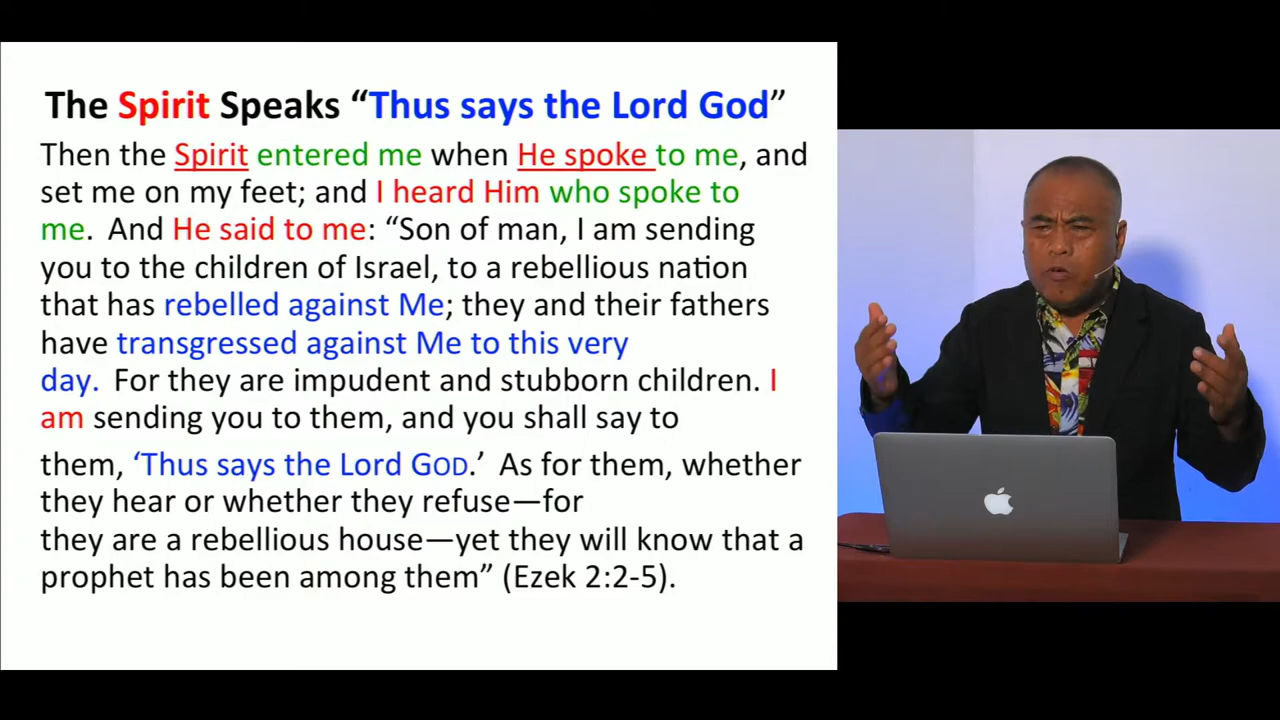 The Spirit Speaks “Thus says the Lord God”
Then the Spirit entered me when He spoke to me, and
set me on my feet; and I heard Him who spoke to
me. And He said to me: “Son of man, I am sending
you to the children of Israel, to a rebellious nation
that has rebelled against Me; they and their fathers
have transgressed against Me to this very
day. For they are impudent and stubborn children. I
am sending you to them, and you shall say to
them, ‘Thus says the Lord GOD.’ As for them, whether
they hear or whether they refuse—for
they are a rebellious house—yet they will know that a
prophet has been among them” (Ezek 2:2-5).